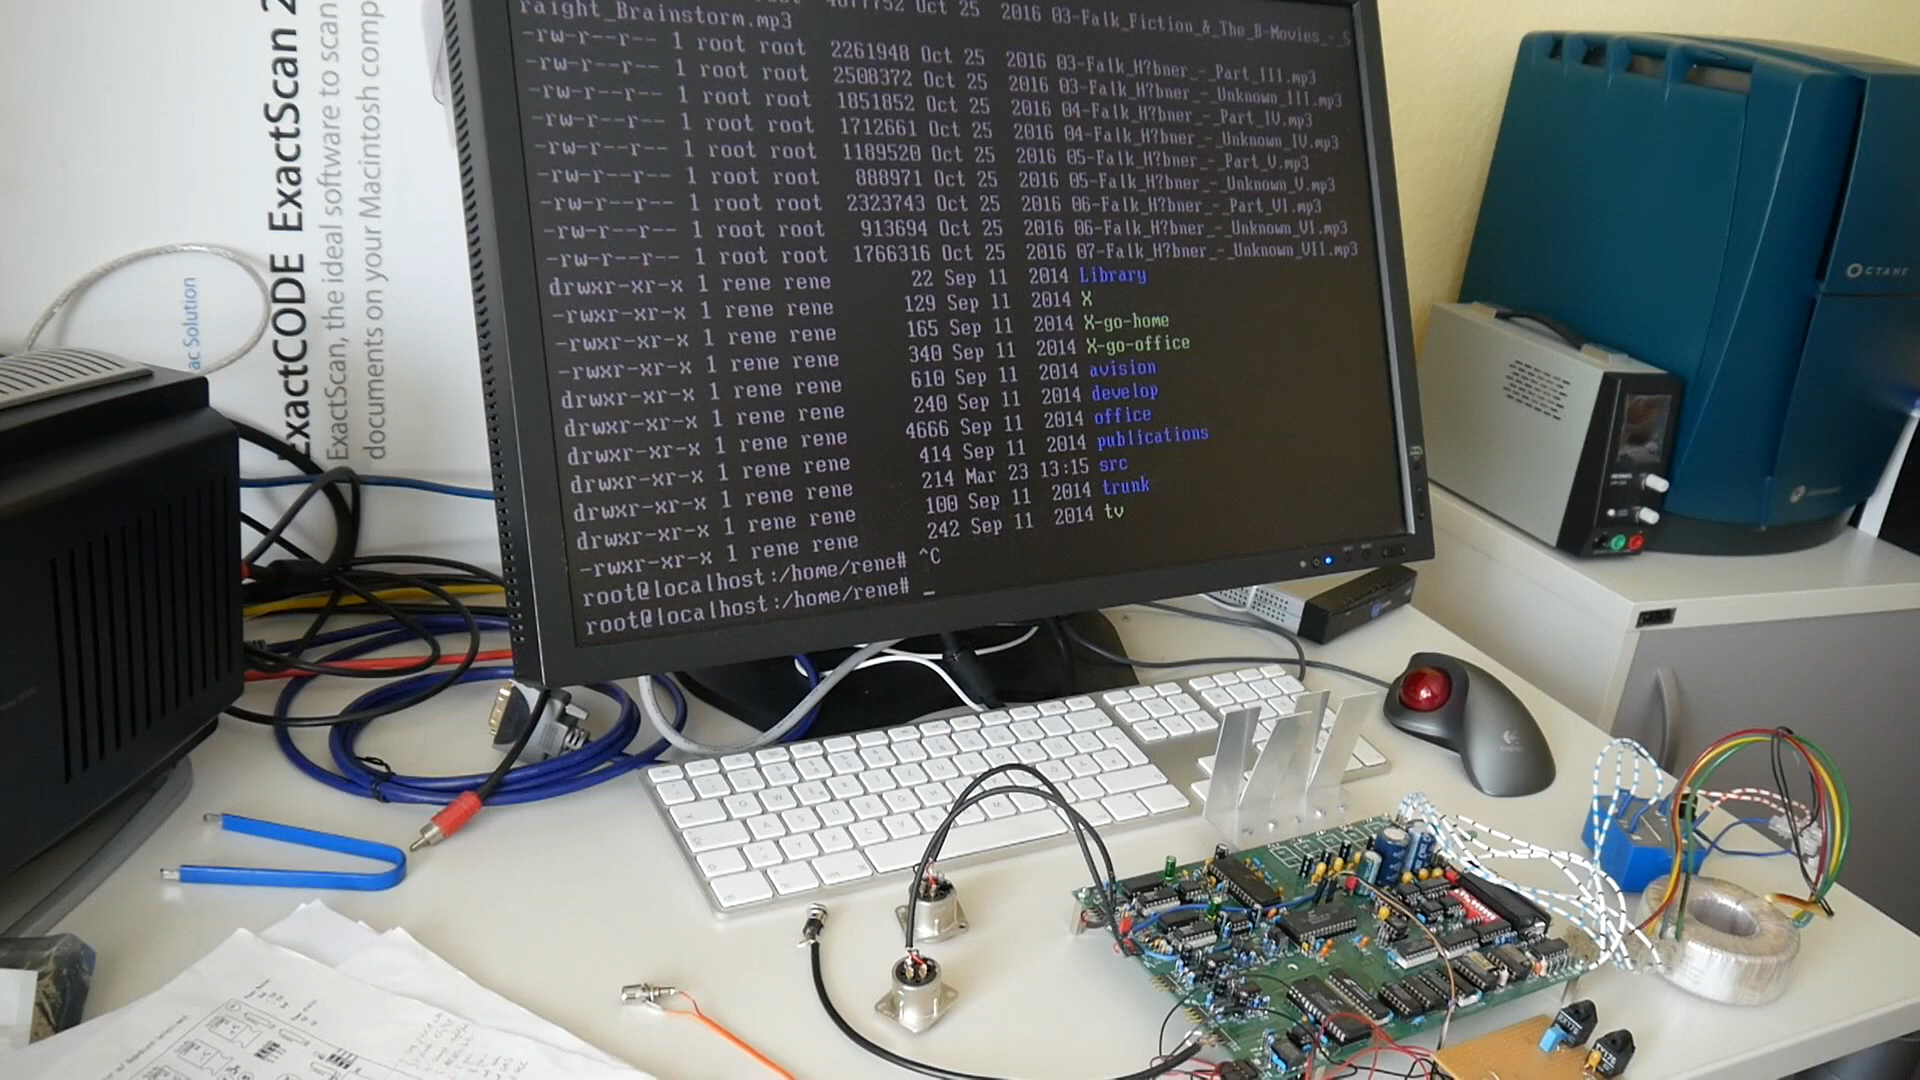 ExactCODE ExactScan 2
ExactScan, the ideal software to scan
documents on your Macintosh comp
ac Solution
4077752 Oct 25 2016 03-Falk_Fiction_&_The_B-Movies_-_S
raight_Brainstorm.mp3
-rw-r--r-- 1 root root 2261948 Oct 25 2016 03-Falk_H?bner_-_Part_III.mp3
-rw-r--r-- 1 root root 2508372 Oct 25 2016 03-Falk_H?bner_-_Unknown_III.mp3
-rw-r--r-- 1 root root 1851852 Oct 25 2016 04-Falk_H?bner_-_Part_IV.mp3
-rw-r--r-- 1 root root 1712661 Oct 25 2016 04-Falk_H?bner_-_Unknown_IV.mp3
-rw-r--r-- 1 root root 1189520 Oct 25 2016 05-Falk_H?bner_-_Part_V.mp3
-rw-r--r-- 1 root root 888971 Oct 25 2016 05-Falk_H?bner_-_Unknown_V.mp3
-rw-r--r-- 1 root root 2323743 Oct 25 2016 06-Falk_H?bner_-_Part_VI.mp3
-rw-r--r-- 1 root root 913694 Oct 25 2016 06-Falk_H?bner_-_Unknown_VI.mp3
-rw-r--r-- 1 root root 1766316 Oct 25 2016 07-Falk_H?bner_-_Unknown_VII.mp3
drwxr-xr-x 1 rene rene 22 Sep 11 2014 Library
-rwxr-xr-x 1 rene rene 129 Sep 11 2014 X
-rwxr-xr-x 1 rene rene 165 Sep 11 2014 X-go-home
-rwxr-xr-x 1 rene rene 340 Sep 11 2014 X-go-office
drwxr-xr-x 1 rene rene 610 Sep 11 2014 avision
drwxr-xr-x 1 rene rene 240 Sep 11 2014 develop
drwxr-xr-x 1 rene rene 4666 Sep 11 2014 office
drwxr-xr-x 1 rene rene 414 Sep 11 2014 publications
drwxr-xr-x 1 rene rene 214 Mar 23 13:15 src
drwxr-xr-x 1 rene rene 100 Sep 11 2014 trunk
-rwxr-xr-x 1 rene rene 242 Sep 11 2014 tv
root@localhost:/home/rene# ^C
root@localhost:/home/rene# _
OCTANE